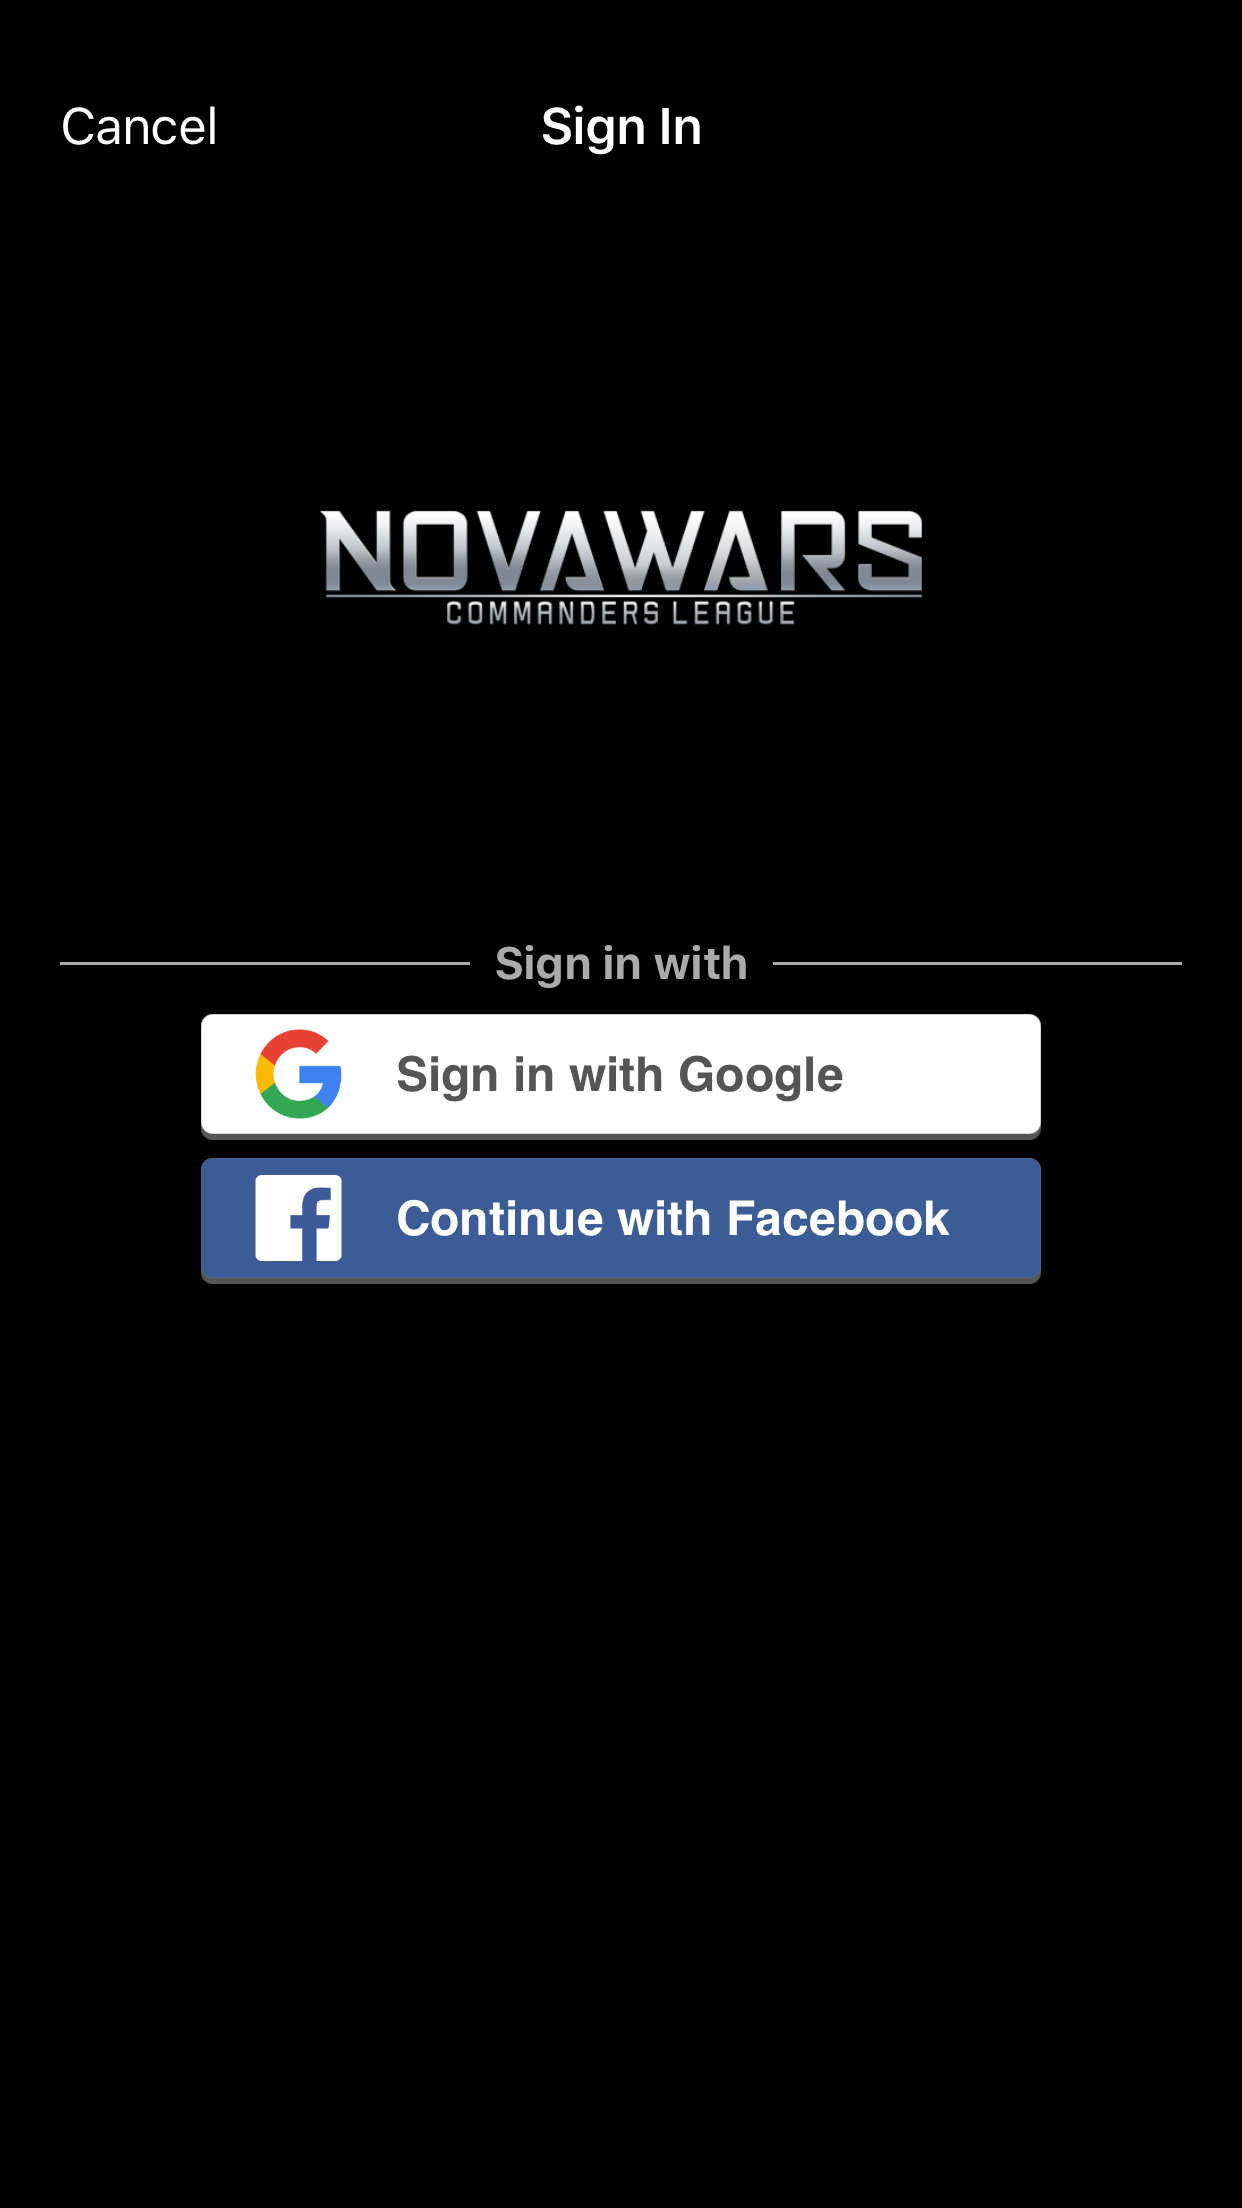 Cancel
Sign In
NOVAWARS
COMMANDERS LEAGUE
Sign in with
Sign in with Google
Continue with Facebook